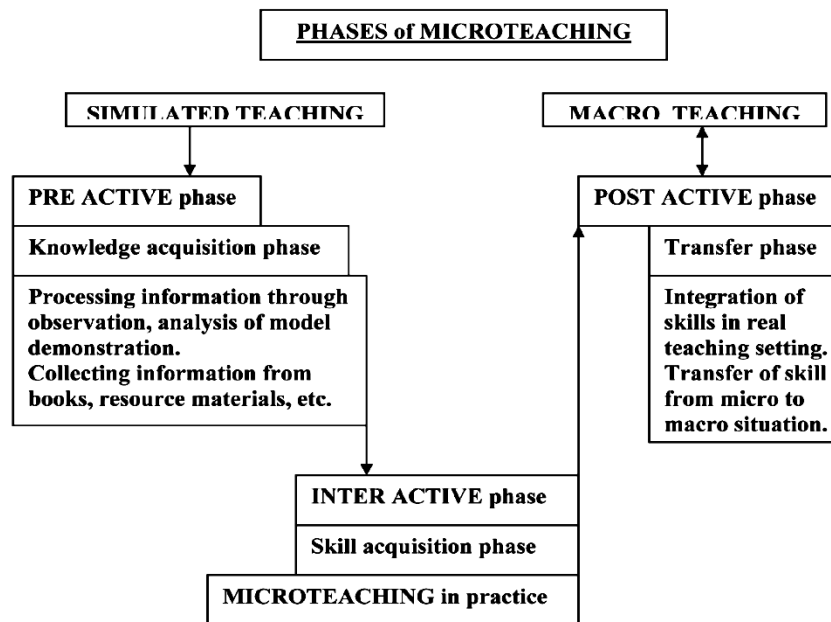 PHASES of MICROTEACHING
SIMULATED TEACHING
MACRO TEACHING
PRE ACTIVE phase
Knowledge acquisition phase
Processing information through
observation, analysis of model
demonstration.
Collecting information from
books, resource materials, etc.
POST ACTIVE phase
Transfer phase
Integration of
skills in real
teaching setting.
Transfer of skill
from micro to
macro situation.
INTER ACTIVE phase
Skill acquisition phase
MICROTEACHING in practice